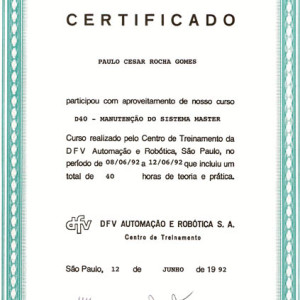 CERTIFICADO
PAULO CESAR ROCHA GOMES
participou com aproveitamento de nosso curso
D40 - MANUTENÇÃO DO SISTEMA MASTER
Curso realizado pelo Centro de Treinamento da
DFV Automação e Robótica, São Paulo, no
período de 08/06/92 a 12/06/92 que incluiu um
total de 40 horas de teoria e prática.
dfv DFV AUTOMAÇÃO E ROBÓTICA S. A.
Centro de Treinamento
São Paulo, 12 de JUNHO de 1992